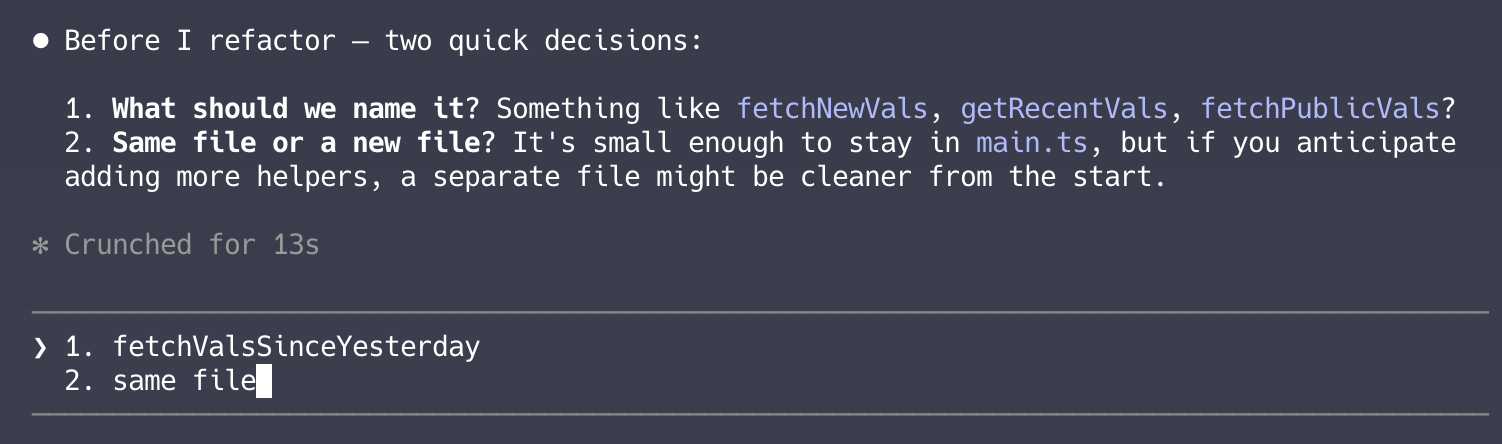 ● Before I refactor — two quick decisions:
1. What should we name it? Something like fetchNewVals, getRecentVals, fetchPublicVals?
2. Same file or a new file? It's small enough to stay in main.ts, but if you anticipate
adding more helpers, a separate file might be cleaner from the start.
✻ Crunched for 13s
❯ 1. fetchValsSinceYesterday
2. same file